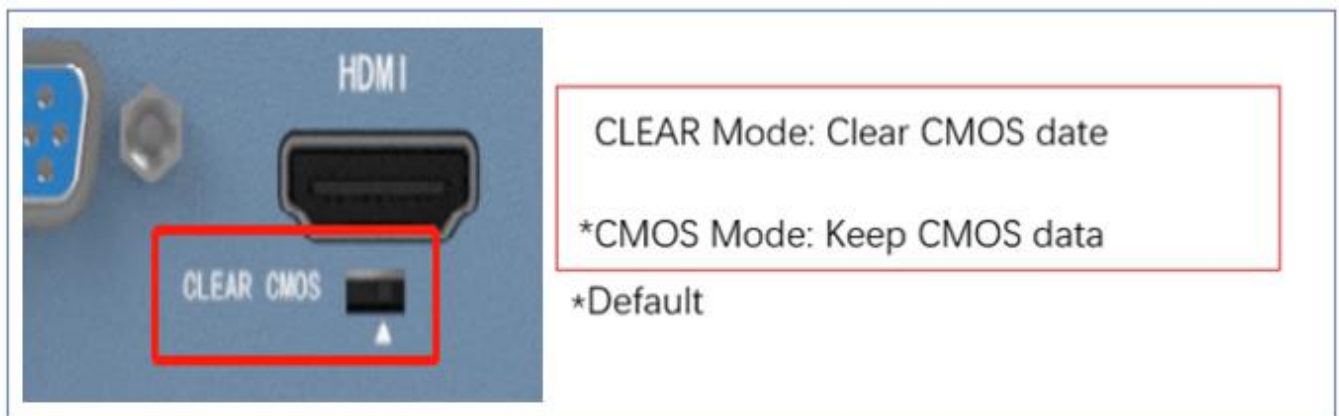 HDMI
CLEAR CMOS
CLEAR Mode: Clear CMOS date
*CMOS Mode: Keep CMOS data
*Default